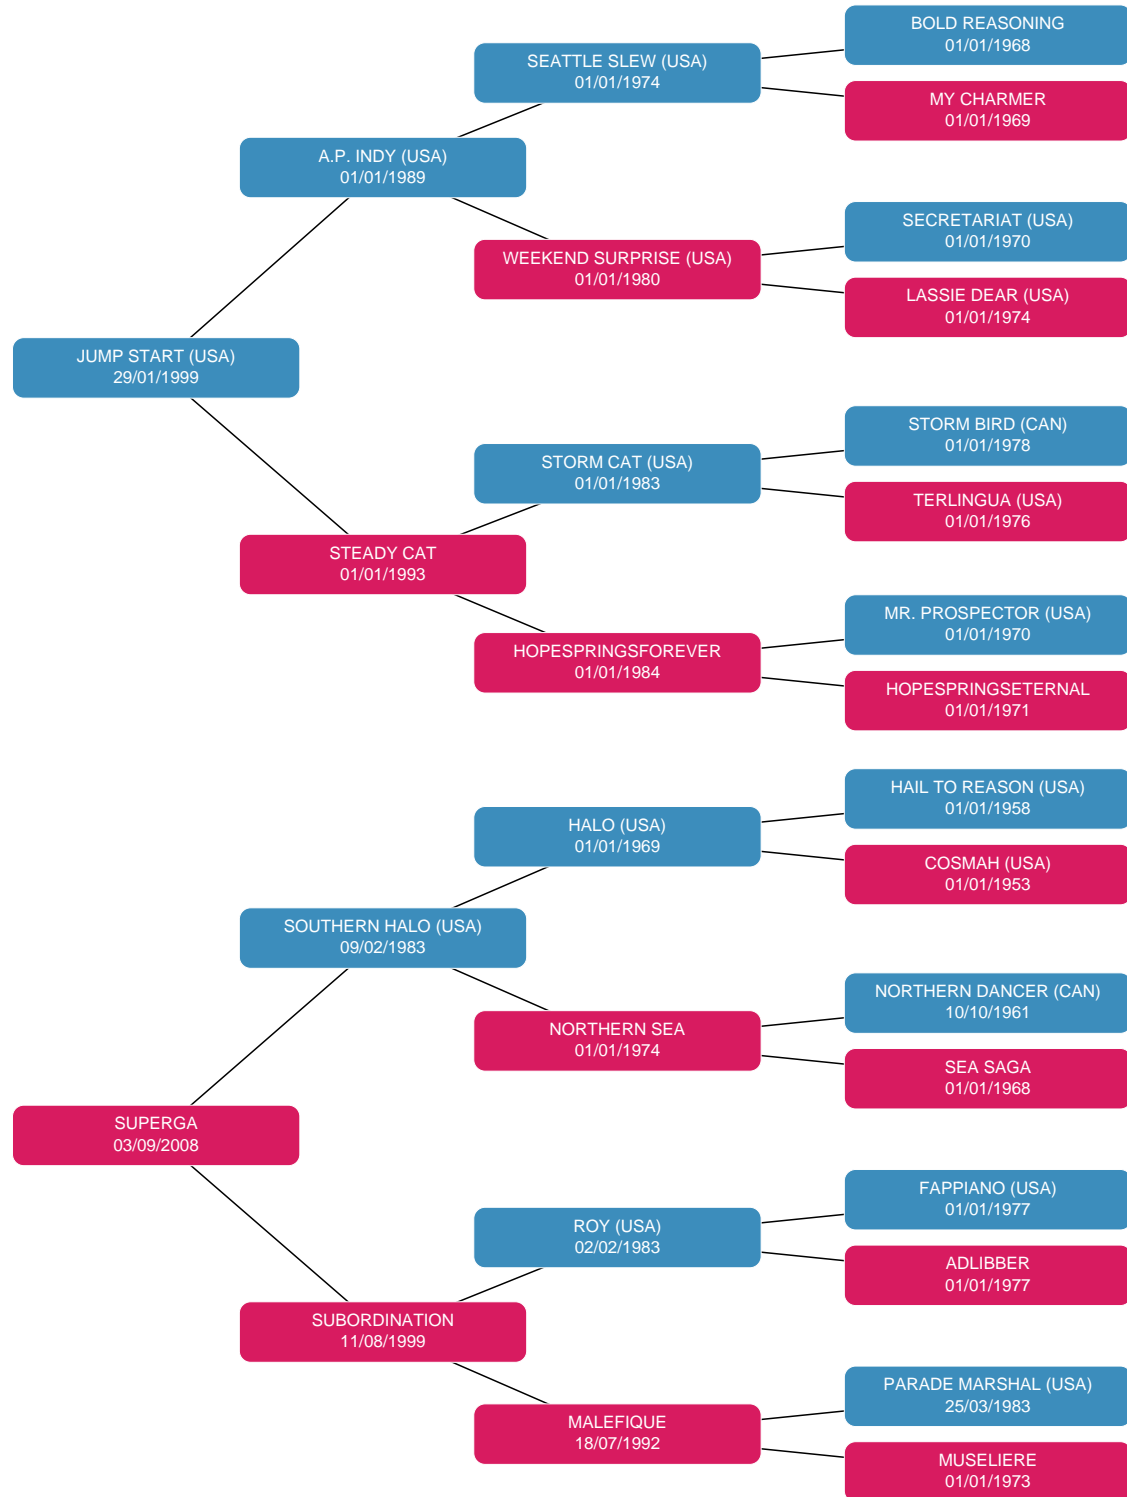 BOLD REASONING
01/01/1968
SEATTLE SLEW (USA)
01/01/1974
MY CHARMER
01/01/1969
A.P. INDY (USA)
01/01/1989
SECRETARIAT (USA)
01/01/1970
WEEKEND SURPRISE (USA)
01/01/1980
LASSIE DEAR (USA)
01/01/1974
JUMP START (USA)
29/01/1999
STORM BIRD (CAN)
01/01/1978
STORM CAT (USA)
01/01/1983
TERLINGUA (USA)
01/01/1976
STEADY CAT
01/01/1993
MR. PROSPECTOR (USA)
01/01/1970
HOPESPRINGSFOREVER
01/01/1984
HOPESPRINGSETERNAL
01/01/1971
HAIL TO REASON (USA)
01/01/1958
HALO (USA)
01/01/1969
COSMAH (USA)
01/01/1953
SOUTHERN HALO (USA)
09/02/1983
NORTHERN DANCER (CAN)
10/10/1961
NORTHERN SEA
01/01/1974
SEA SAGA
01/01/1968
SUPERGA
03/09/2008
FAPPIANO (USA)
01/01/1977
ROY (USA)
02/02/1983
ADLIBBER
01/01/1977
SUBORDINATION
11/08/1999
PARADE MARSHAL (USA)
25/03/1983
MALEFIQUE
18/07/1992
MUSELIERE
01/01/1973